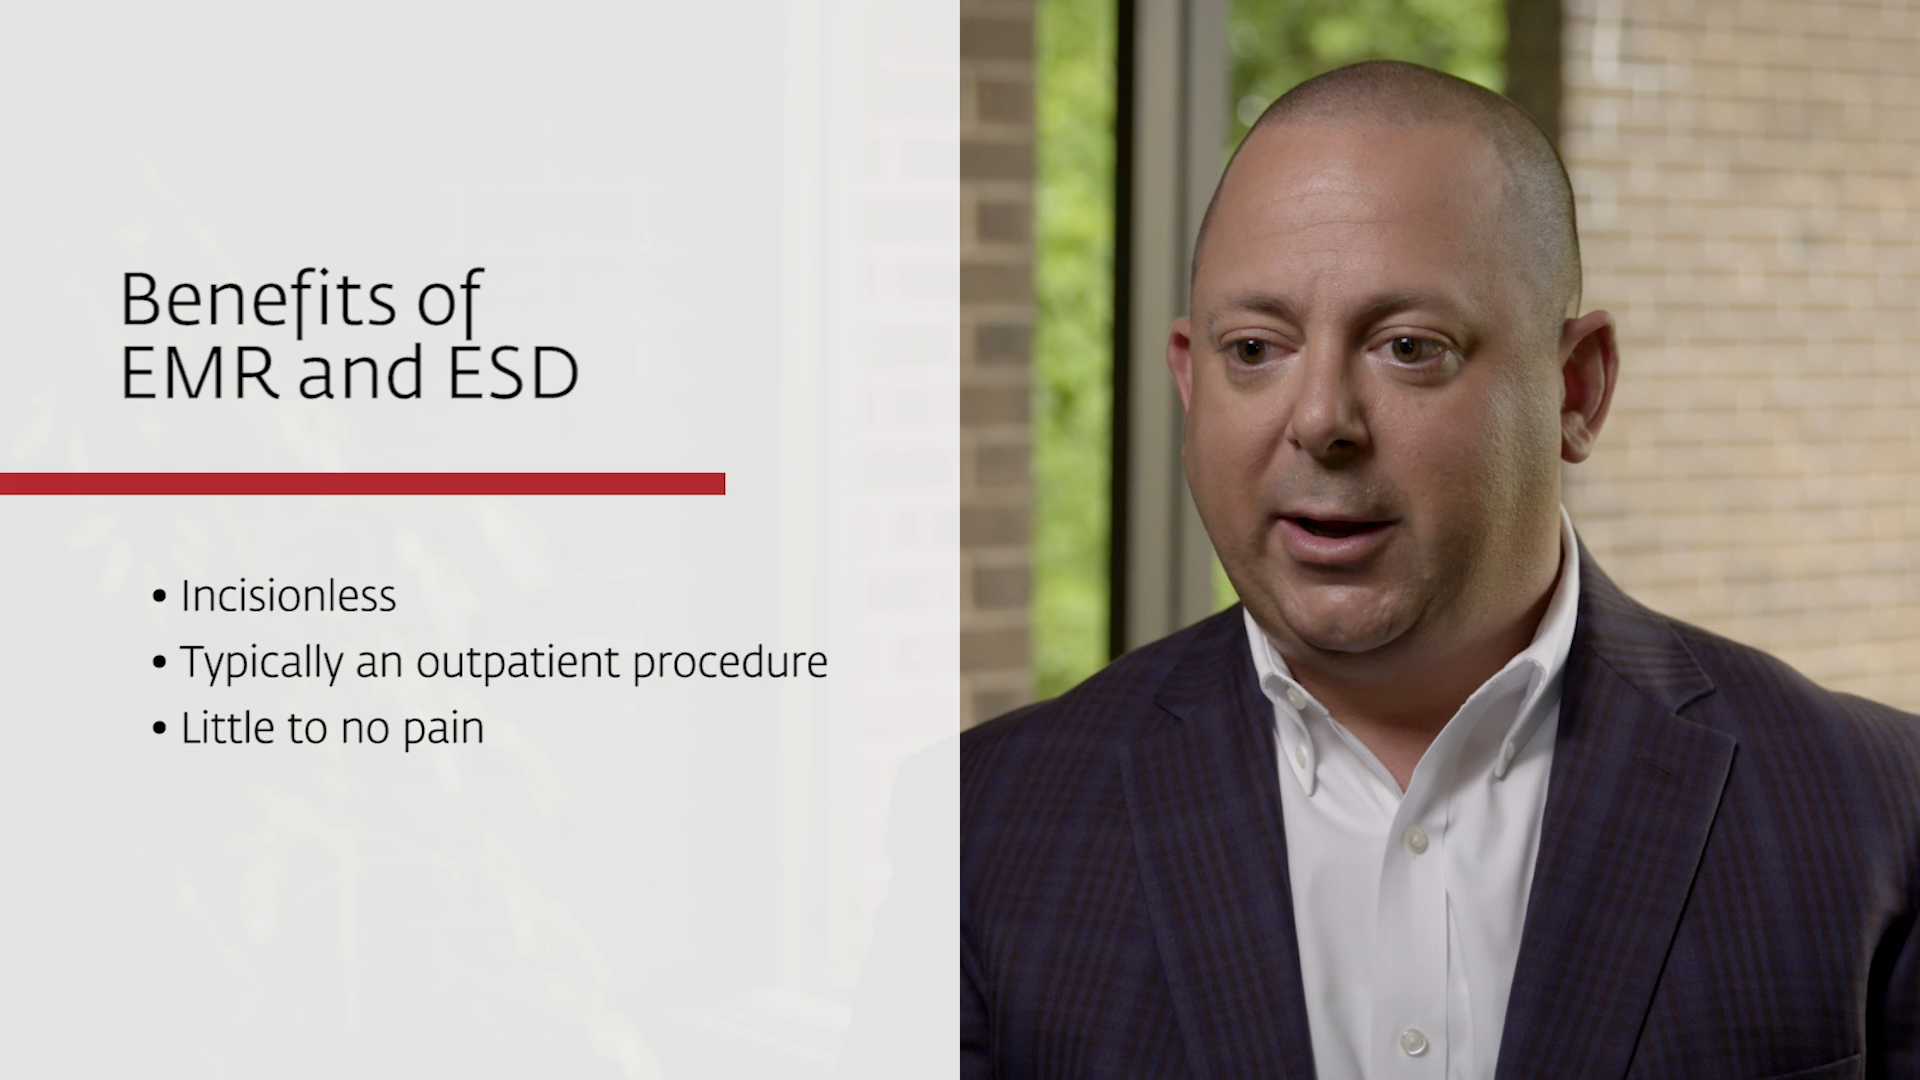 Benefits of
EMR and ESD
• Incisionless
• Typically an outpatient procedure
• Little to no pain